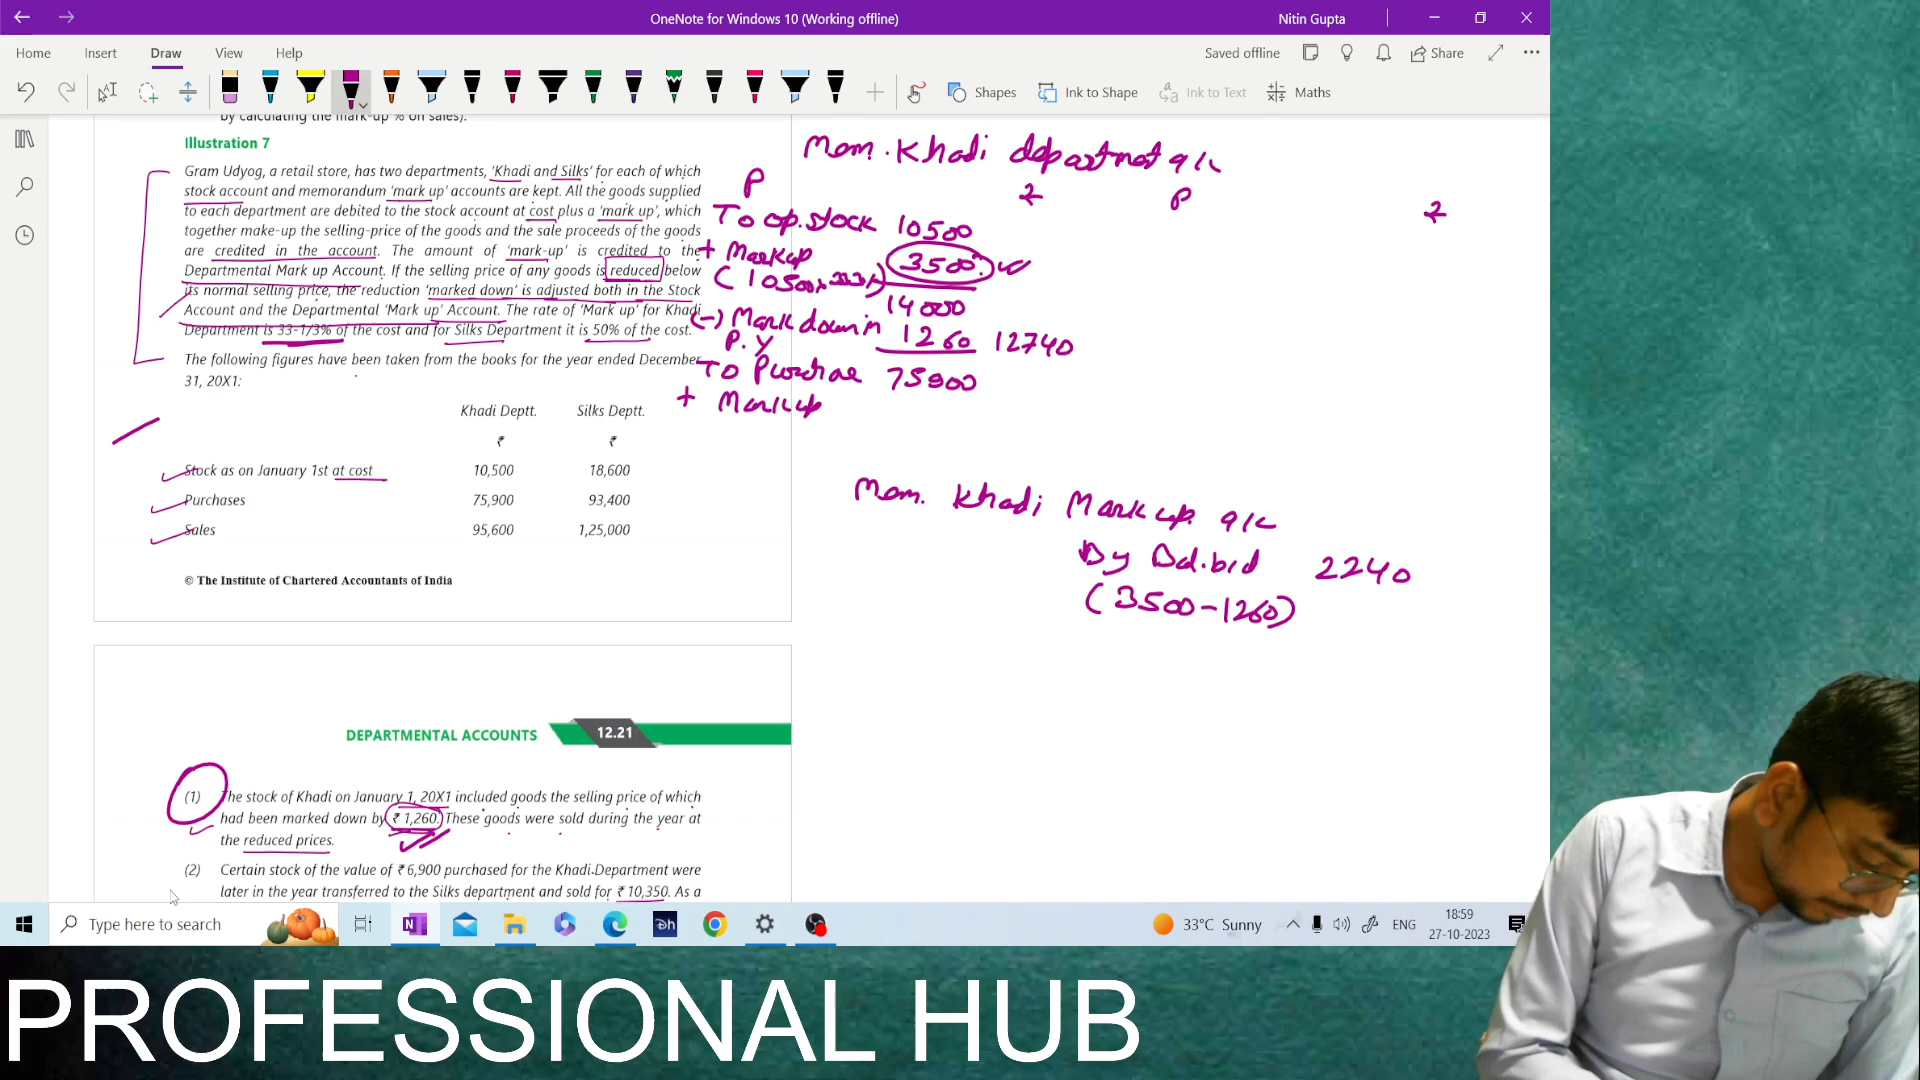 OneNote for Windows 10 (Working offline)
Nitin Gupta
Home Insert Draw View Help
Saved offline
Share
Shapes
Ink to Shape
Ink to Text
Maths
by calculating the mark-up % on sales).
Illustration 7
Gram Udyog, a retail store, has two departments, 'Khadi and Silks' for each of which
stock account and memorandum 'mark up' accounts are kept. All the goods supplied
to each department are debited to the stock account at cost plus a 'mark up', which
together make-up the selling-price of the goods and the sale proceeds of the goods
are credited in the account. The amount of 'mark-up' is credited to the
Departmental Mark up Account. If the selling price of any goods is reduced below
its normal selling price, the reduction 'marked down' is adjusted both in the Stock
Account and the Departmental 'Mark up' Account. The rate of 'Mark up' for Khadi
Department is 33-1/3% of the cost and for Silks Department it is 50% of the cost.
The following figures have been taken from the books for the year ended December
31, 20X1:
Khadi Deptt. Silks Deptt.
₹ ₹
Stock as on January 1st at cost 10,500 18,600
Purchases 75,900 93,400
Sales 95,600 1,25,000
© The Institute of Chartered Accountants of India
DEPARTMENTAL ACCOUNTS 12.21
(1) The stock of Khadi on January 1, 20X1 included goods the selling price of which
had been marked down by ₹ 1,260. These goods were sold during the year at
the reduced prices.
(2) Certain stock of the value of ₹ 6,900 purchased for the Khadi Department were
later in the year transferred to the Silks department and sold for ₹ 10,350. As a
Mem. Khadi department a/c
P ₹ P ₹
To op. stock 10500
+ Markup 3500
(10500x33⅓%)
14000
(-) Mark down in 1260 12740
P.Y
To Purchae 75900
+ Markup
Mem. Khadi Mark up a/c
By Bal. b/d 2240
(3500-1260)
Type here to search
33°C Sunny
ENG
18:59
27-10-2023
PROFESSIONAL HUB